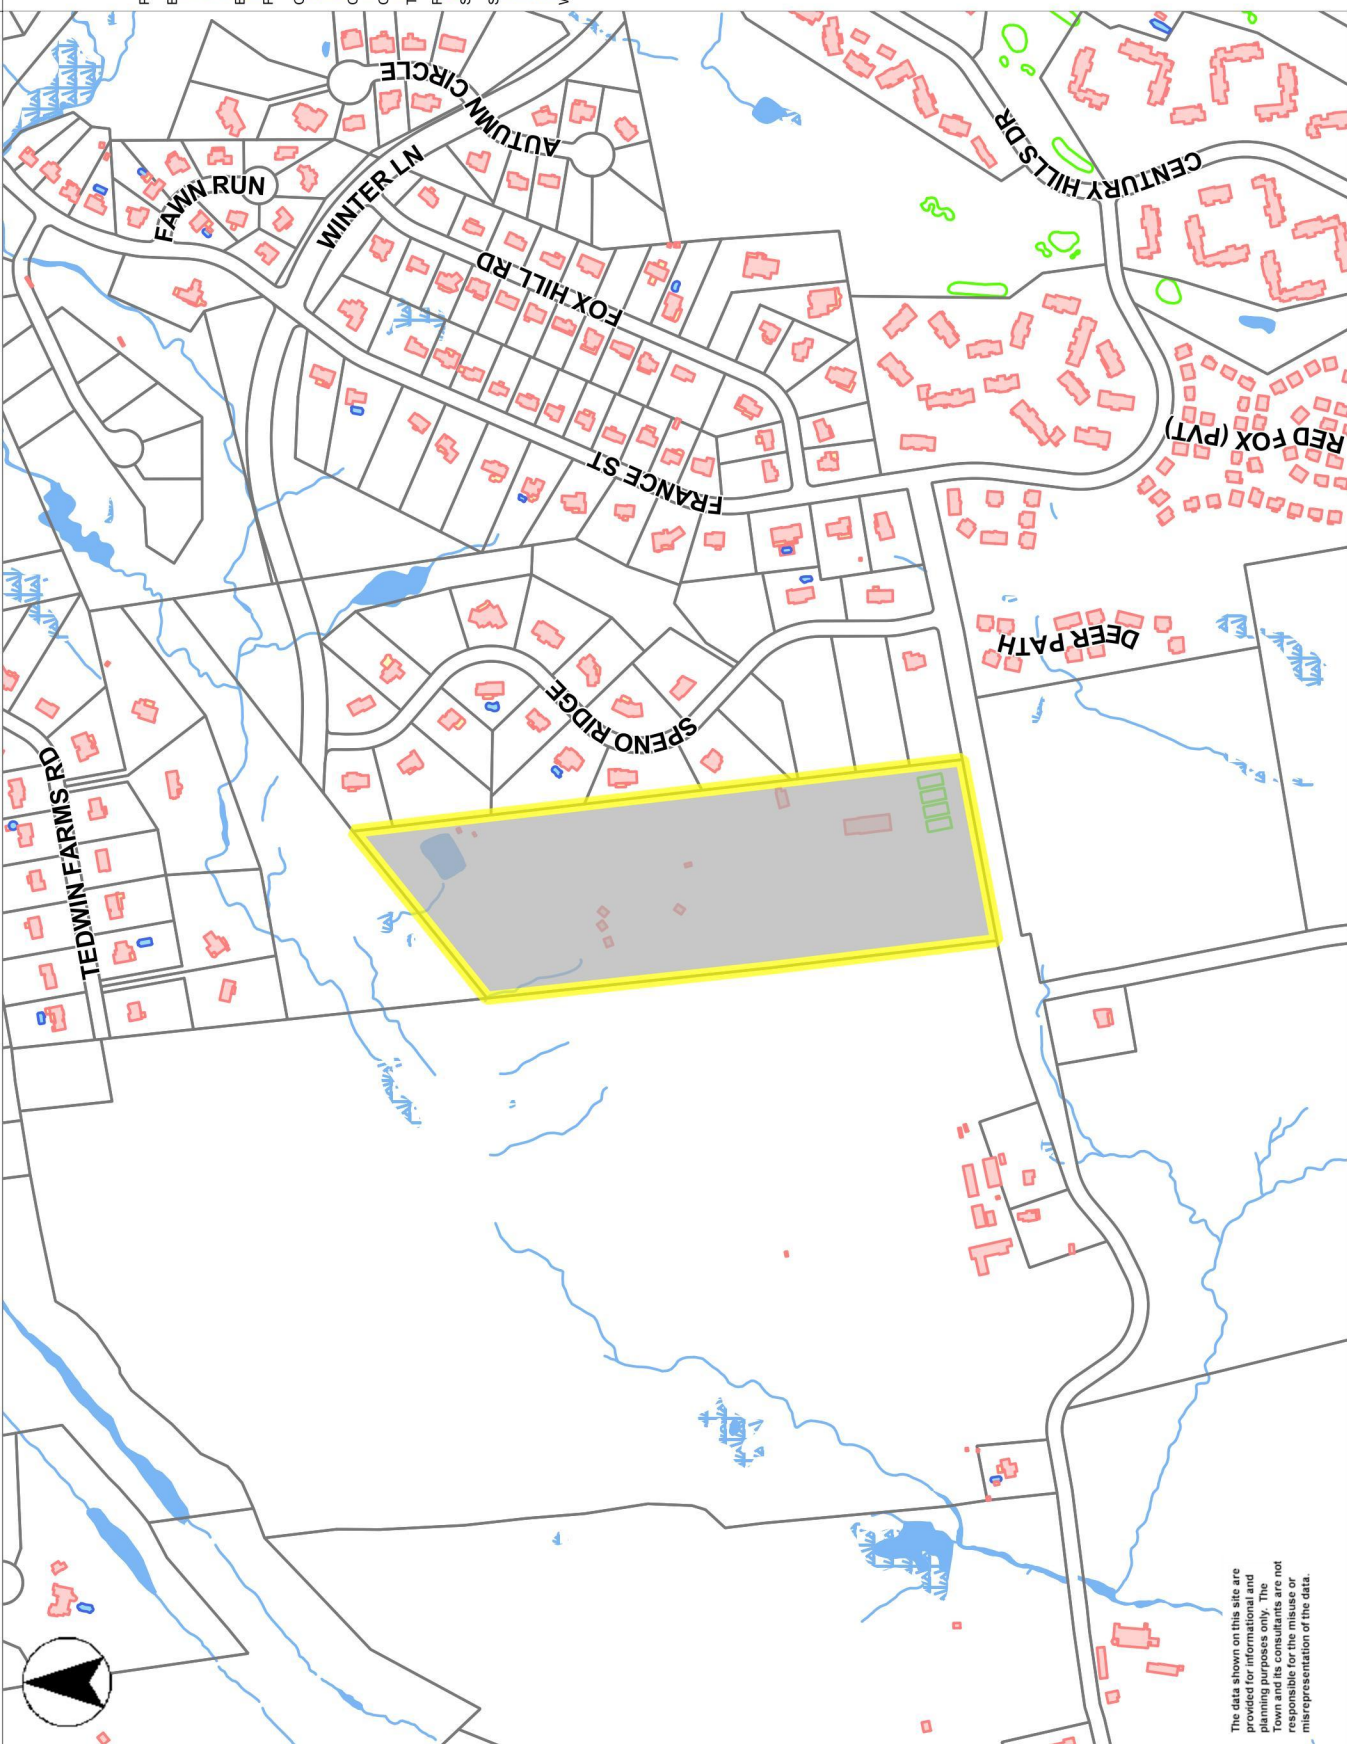 AUTUMN CIRCLE
FAWN RUN
WINTER LN
CENTURY HILLS DR
FOX HILL RD
RED FOX (PVT)
FRANCE ST
DEER PATH
SPENO RIDGE
TEDWIN FARMS RD
The data shown on this site are
provided for informational and
planning purposes only. The
Town and its consultants are not
responsible for the misuse or
misrepresentation of the data.